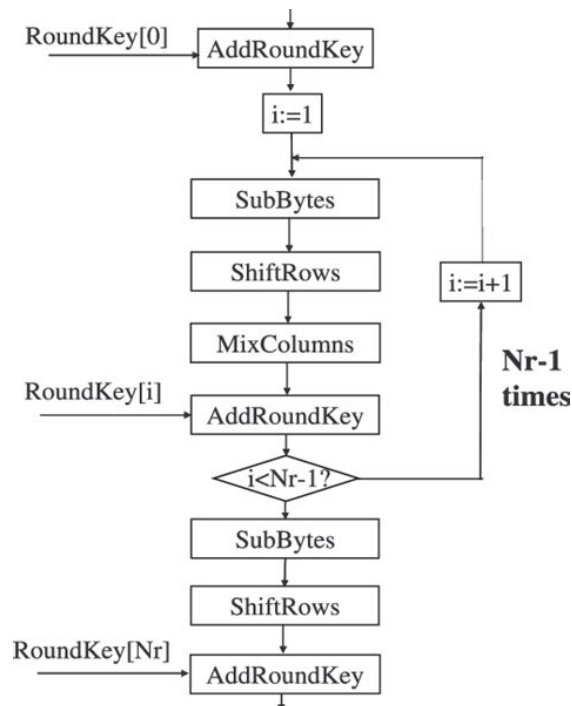 RoundKey[0]
AddRoundKey
i:=1
SubBytes
ShiftRows
i:=i+1
MixColumns
Nr-1
times
RoundKey[i]
AddRoundKey
i<Nr-1?
SubBytes
ShiftRows
RoundKey[Nr]
AddRoundKey